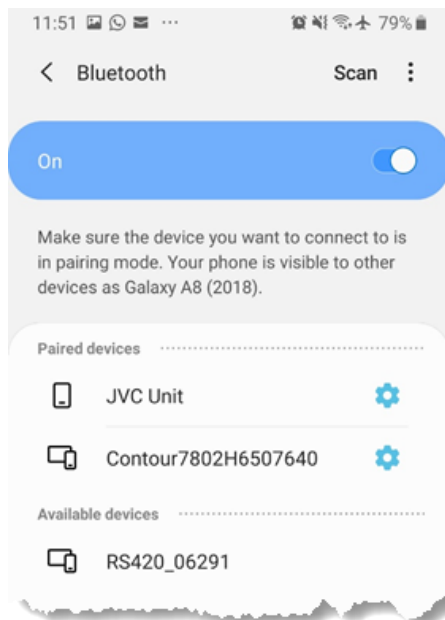 11:51 ··· 79%
Bluetooth Scan
On
Make sure the device you want to connect to is
in pairing mode. Your phone is visible to other
devices as Galaxy A8 (2018).
Paired devices
JVC Unit
Contour7802H6507640
Available devices
RS420_06291